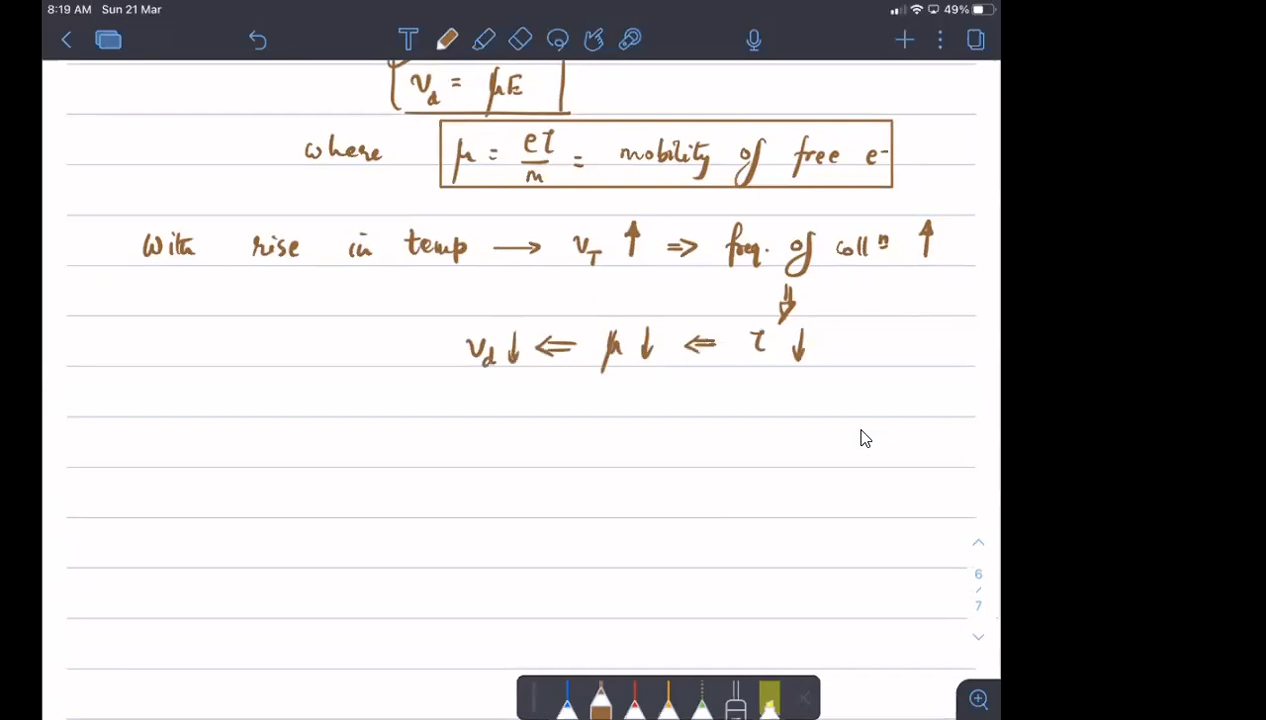 8:19 AM Sun 21 Mar 49%
T
v_d = μE
where μ = eτ/m = mobility of free e-
With rise in temp → v_T ↑ ⇒ freq. of coll^n ↑
⇓
v_d ↓ ⇐ μ ↓ ⇐ τ ↓
6
/
7